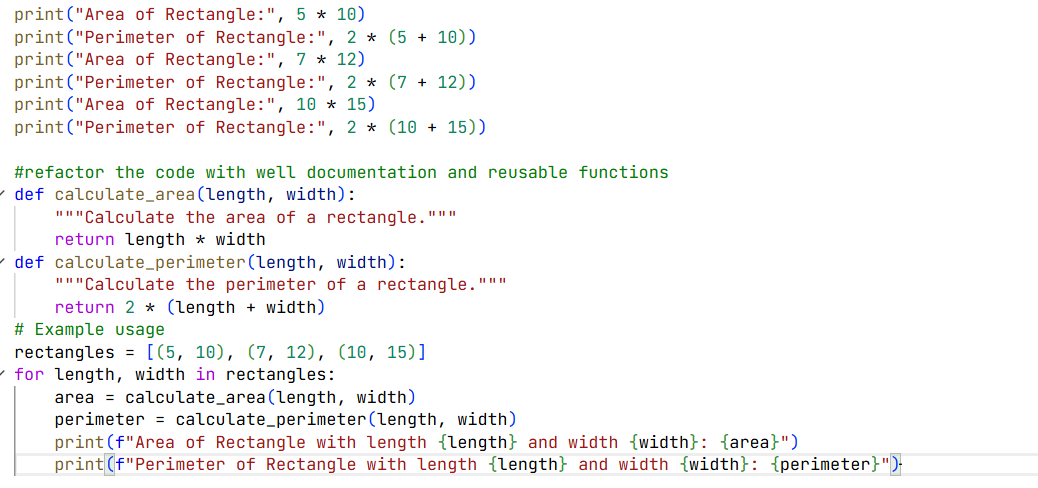 print("Area of Rectangle:", 5 * 10)
print("Perimeter of Rectangle:", 2 * (5 + 10))
print("Area of Rectangle:", 7 * 12)
print("Perimeter of Rectangle:", 2 * (7 + 12))
print("Area of Rectangle:", 10 * 15)
print("Perimeter of Rectangle:", 2 * (10 + 15))

#refactor the code with well documentation and reusable functions
def calculate_area(length, width):
    """Calculate the area of a rectangle."""
    return length * width
def calculate_perimeter(length, width):
    """Calculate the perimeter of a rectangle."""
    return 2 * (length + width)
# Example usage
rectangles = [(5, 10), (7, 12), (10, 15)]
for length, width in rectangles:
    area = calculate_area(length, width)
    perimeter = calculate_perimeter(length, width)
    print(f"Area of Rectangle with length {length} and width {width}: {area}")
    print(f"Perimeter of Rectangle with length {length} and width {width}: {perimeter}")